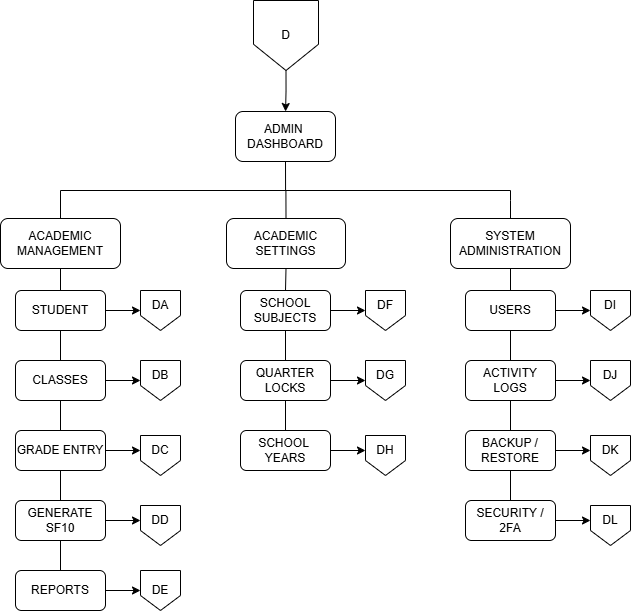 D
ADMIN
DASHBOARD
ACADEMIC
MANAGEMENT
ACADEMIC
SETTINGS
SYSTEM
ADMINISTRATION
STUDENT
DA
SCHOOL
SUBJECTS
DF
USERS
DI
CLASSES
DB
QUARTER
LOCKS
DG
ACTIVITY
LOGS
DJ
GRADE ENTRY
DC
SCHOOL
YEARS
DH
BACKUP /
RESTORE
DK
GENERATE
SF10
DD
SECURITY /
2FA
DL
REPORTS
DE